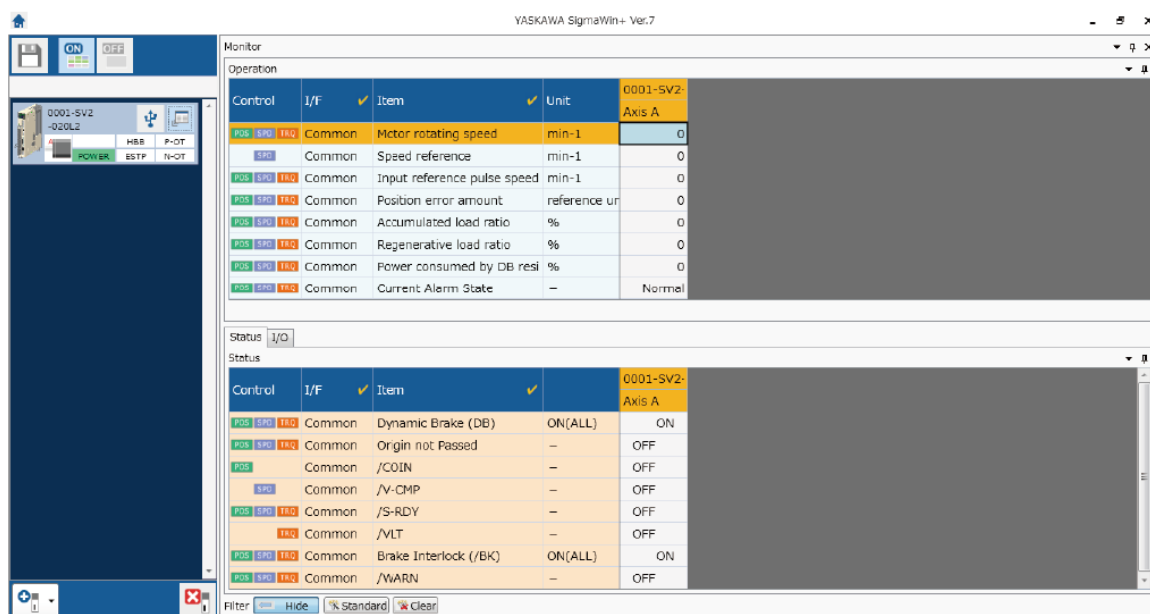 YASKAWA SigmaWin+ Ver.7
ON OFF
Monitor
Operation
Control I/F Item Unit 0001-SV2- Axis A
POS SPD TRQ Common Motor rotating speed min-1 0
SPD Common Speed reference min-1 0
POS SPD TRQ Common Input reference pulse speed min-1 0
POS SPD TRQ Common Position error amount reference ur 0
POS SPD TRQ Common Accumulated load ratio % 0
POS SPD TRQ Common Regenerative load ratio % 0
POS SPD TRQ Common Power consumed by DB resi % 0
POS SPD TRQ Common Current Alarm State – Normal
0001-SV2
-020L2
HBB P-OT
POWER ESTP N-OT
Status I/O
Status
Control I/F Item 0001-SV2- Axis A
POS SPD TRQ Common Dynamic Brake (DB) ON(ALL) ON
POS SPD TRQ Common Origin not Passed – OFF
POS Common /COIN – OFF
SPD Common /V-CMP – OFF
POS SPD TRQ Common /S-RDY – OFF
TRQ Common /VLT – OFF
POS SPD TRQ Common Brake Interlock (/BK) ON(ALL) ON
POS SPD TRQ Common /WARN – OFF
Filter Hide Standard Clear